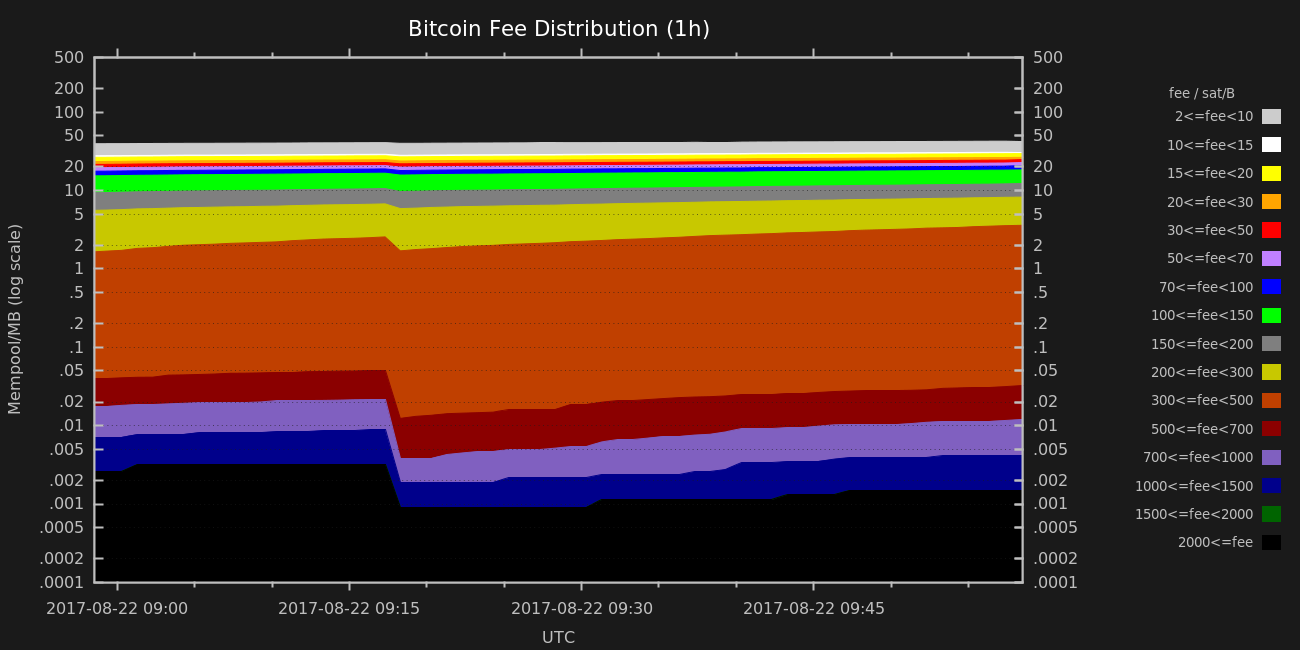 Bitcoin Fee Distribution (1h)
500 500
200 200
100 100
50 50
20 20
10 10
5 5
2 2
1 1
.5 .5
.2 .2
.1 .1
.05 .05
.02 .02
.01 .01
.005 .005
.002 .002
.001 .001
.0005 .0005
.0002 .0002
.0001 .0001
Mempool/MB (log scale)
2017-08-22 09:00 2017-08-22 09:15 2017-08-22 09:30 2017-08-22 09:45
UTC
fee / sat/B
2<=fee<10
10<=fee<15
15<=fee<20
20<=fee<30
30<=fee<50
50<=fee<70
70<=fee<100
100<=fee<150
150<=fee<200
200<=fee<300
300<=fee<500
500<=fee<700
700<=fee<1000
1000<=fee<1500
1500<=fee<2000
2000<=fee